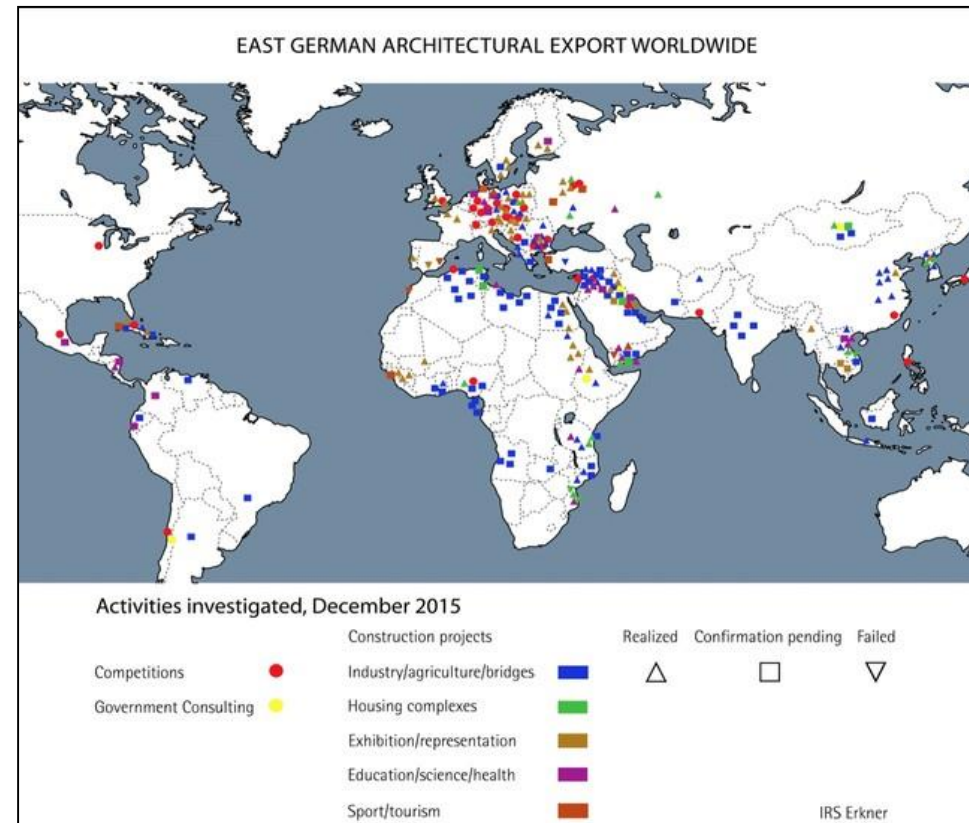 EAST GERMAN ARCHITECTURAL EXPORT WORLDWIDE
Activities investigated, December 2015
Construction projects
Realized
Confirmation pending
Failed
Competitions
Government Consulting
Industry/agriculture/bridges
Housing complexes
Exhibition/representation
Education/science/health
Sport/tourism
IRS Erkner